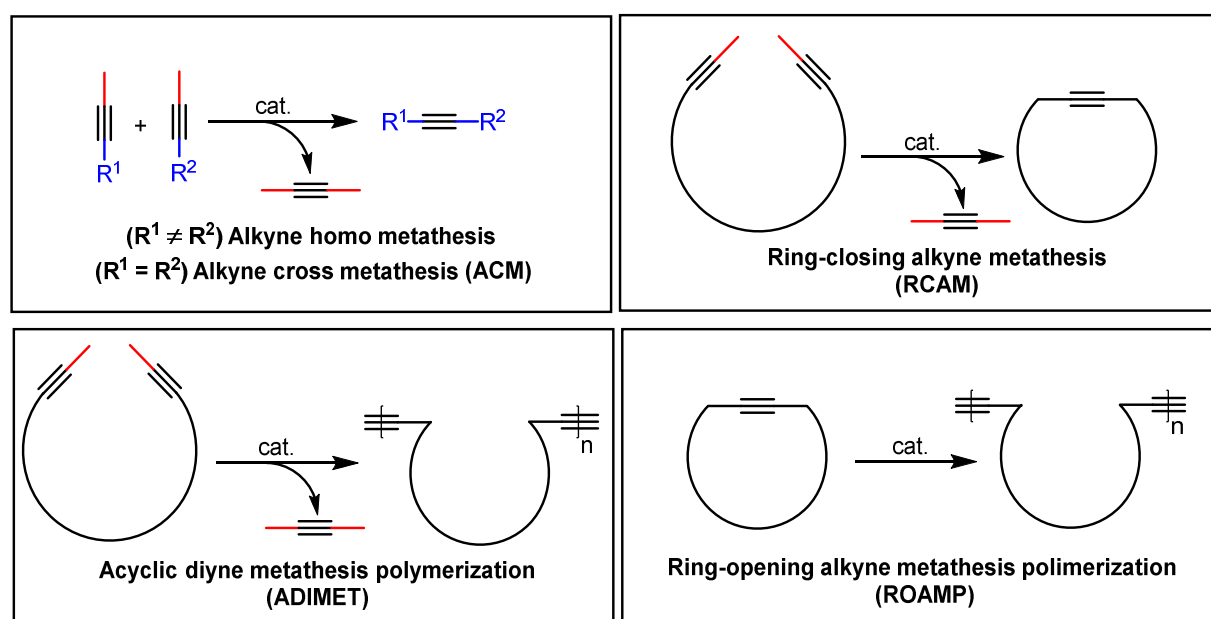 cat.
R¹ + R² R¹ R²
(R¹ ≠ R²) Alkyne homo metathesis
(R¹ = R²) Alkyne cross metathesis (ACM)
cat.
Ring-closing alkyne metathesis
(RCAM)
cat.
n
Acyclic diyne metathesis polymerization
(ADIMET)
cat.
n
Ring-opening alkyne metathesis polimerization
(ROAMP)